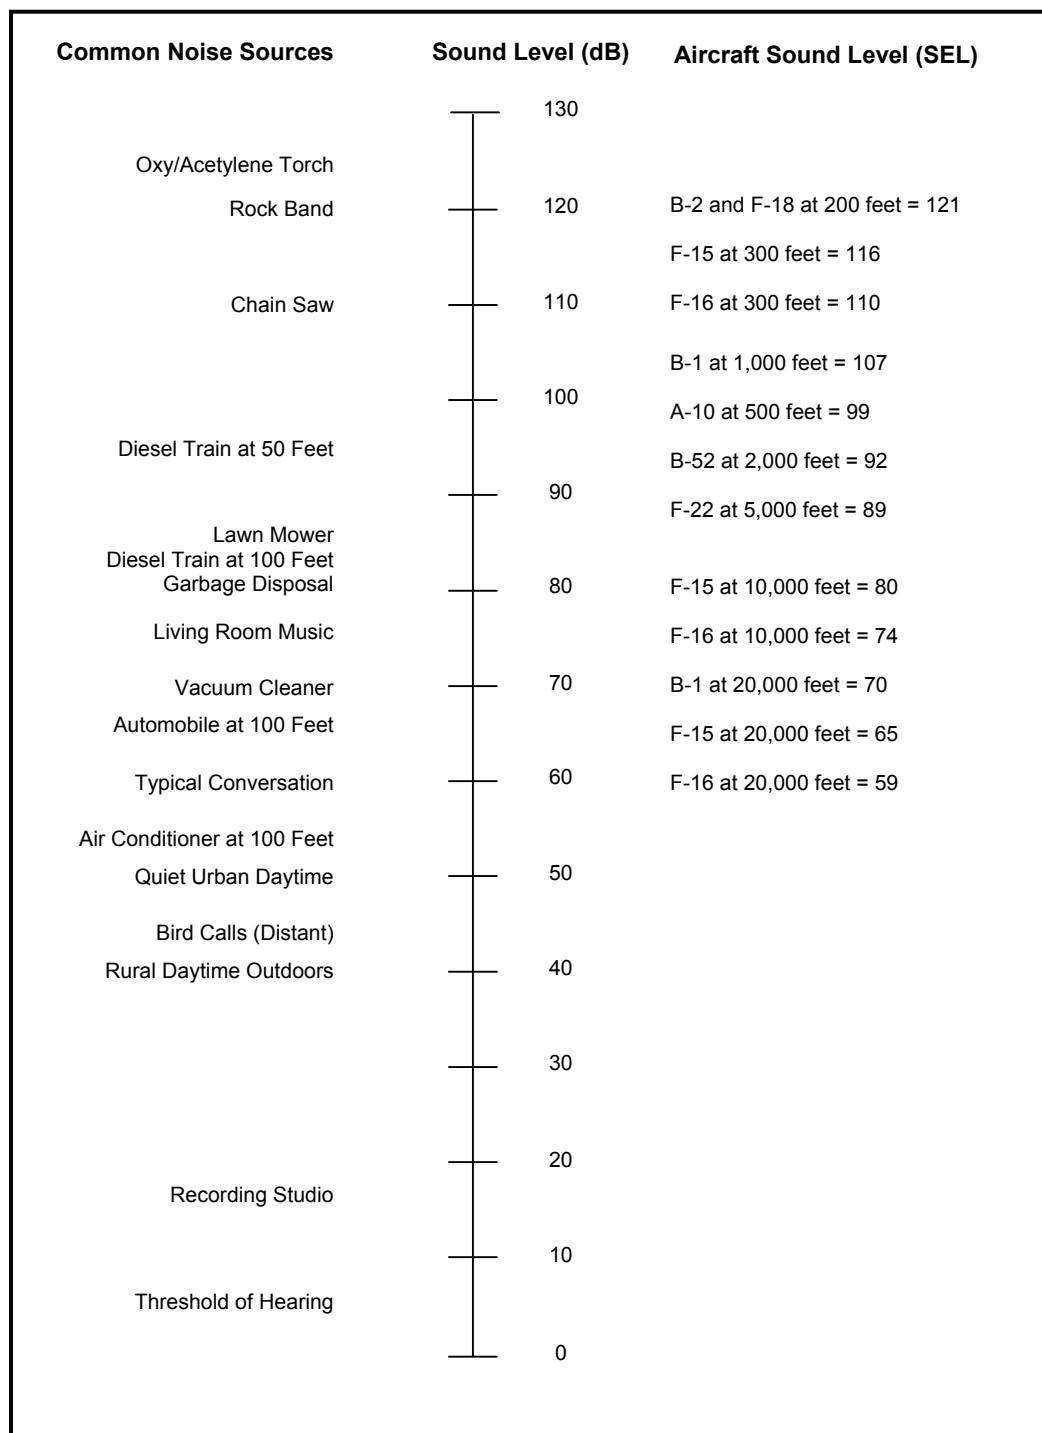 Common Noise Sources Sound Level (dB) Aircraft Sound Level (SEL)
130
Oxy/Acetylene Torch
Rock Band 120 B-2 and F-18 at 200 feet = 121
F-15 at 300 feet = 116
Chain Saw 110 F-16 at 300 feet = 110
B-1 at 1,000 feet = 107
100
A-10 at 500 feet = 99
Diesel Train at 50 Feet
B-52 at 2,000 feet = 92
90
F-22 at 5,000 feet = 89
Lawn Mower
Diesel Train at 100 Feet
Garbage Disposal 80 F-15 at 10,000 feet = 80
Living Room Music F-16 at 10,000 feet = 74
Vacuum Cleaner 70 B-1 at 20,000 feet = 70
Automobile at 100 Feet
F-15 at 20,000 feet = 65
Typical Conversation 60 F-16 at 20,000 feet = 59
Air Conditioner at 100 Feet
Quiet Urban Daytime 50
Bird Calls (Distant)
Rural Daytime Outdoors 40
30
20
Recording Studio
10
Threshold of Hearing
0